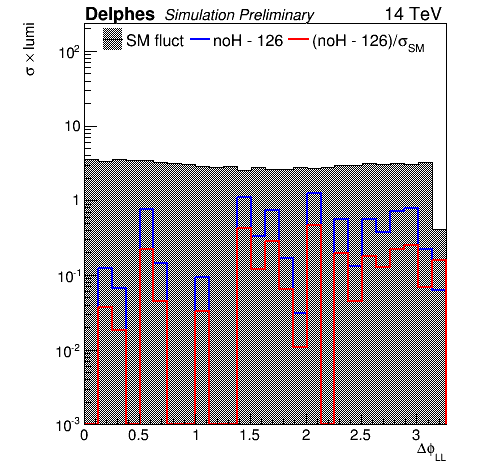 Delphes Simulation Preliminary 14 TeV
σ × lumi
SM fluct noH - 126 (noH - 126)/σ_SM
10²
10
1
10⁻¹
10⁻²
10⁻³
0 0.5 1 1.5 2 2.5 3
Δϕ_LL